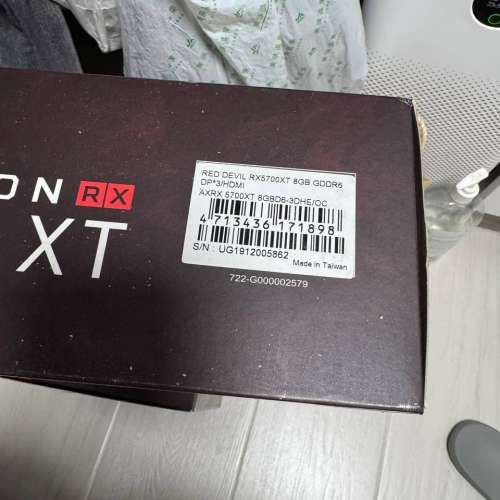 ON RX
XT
RED DEVIL RX5700XT 8GB GDDR6
DP*3/HDMI
AXRX 5700XT 8GBD6-3DHE/OC
4 713436 171898
S/N : UG1912005862
Made in Taiwan
722-G000002579